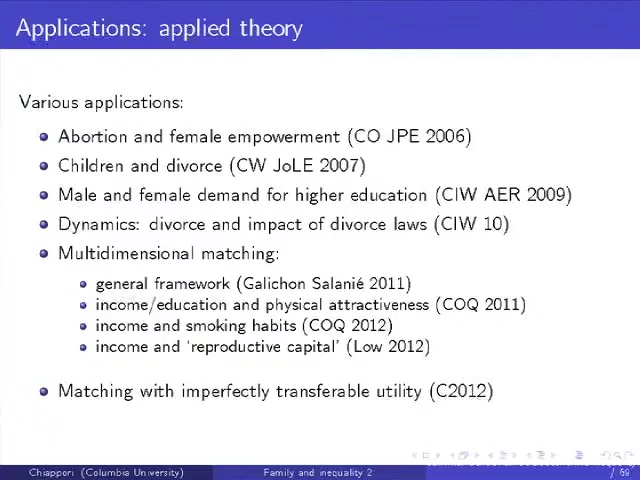 Applications: applied theory
Various applications:
Abortion and female empowerment (CO JPE 2006)
Children and divorce (CW JoLE 2007)
Male and female demand for higher education (CIW AER 2009)
Dynamics: divorce and impact of divorce laws (CIW 10)
Multidimensional matching:
general framework (Galichon Salanié 2011)
income/education and physical attractiveness (COQ 2011)
income and smoking habits (COQ 2012)
income and ‘reproductive capital’ (Low 2012)
Matching with imperfectly transferable utility (C2012)
Chiappori (Columbia University) Family and inequality 2 / 69